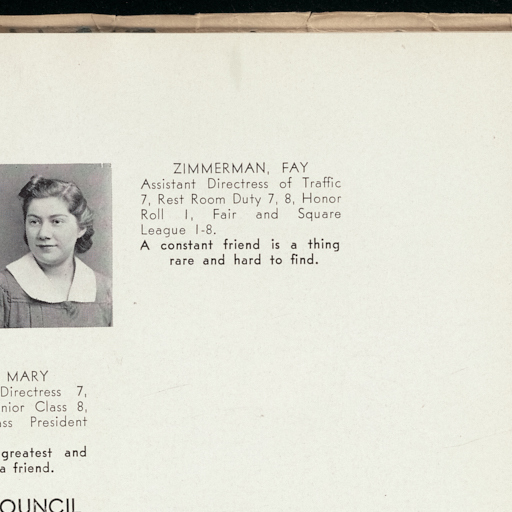 ZIMMERMAN, FAY
Assistant Directress of Traffic
7, Rest Room Duty 7, 8, Honor
Roll 1, Fair and Square
League 1-8.
A constant friend is a thing
rare and hard to find.
MARY
Directress 7,
nior Class 8,
ss President
greatest and
a friend.
OUNCIL